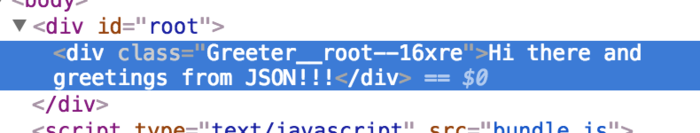 <body>
▼<div id="root">
<div class="Greeter__root--16xre">Hi there and
greetings from JSON!!!</div> == $0
</div>
<script type="text/javascript" src="bundle.js">